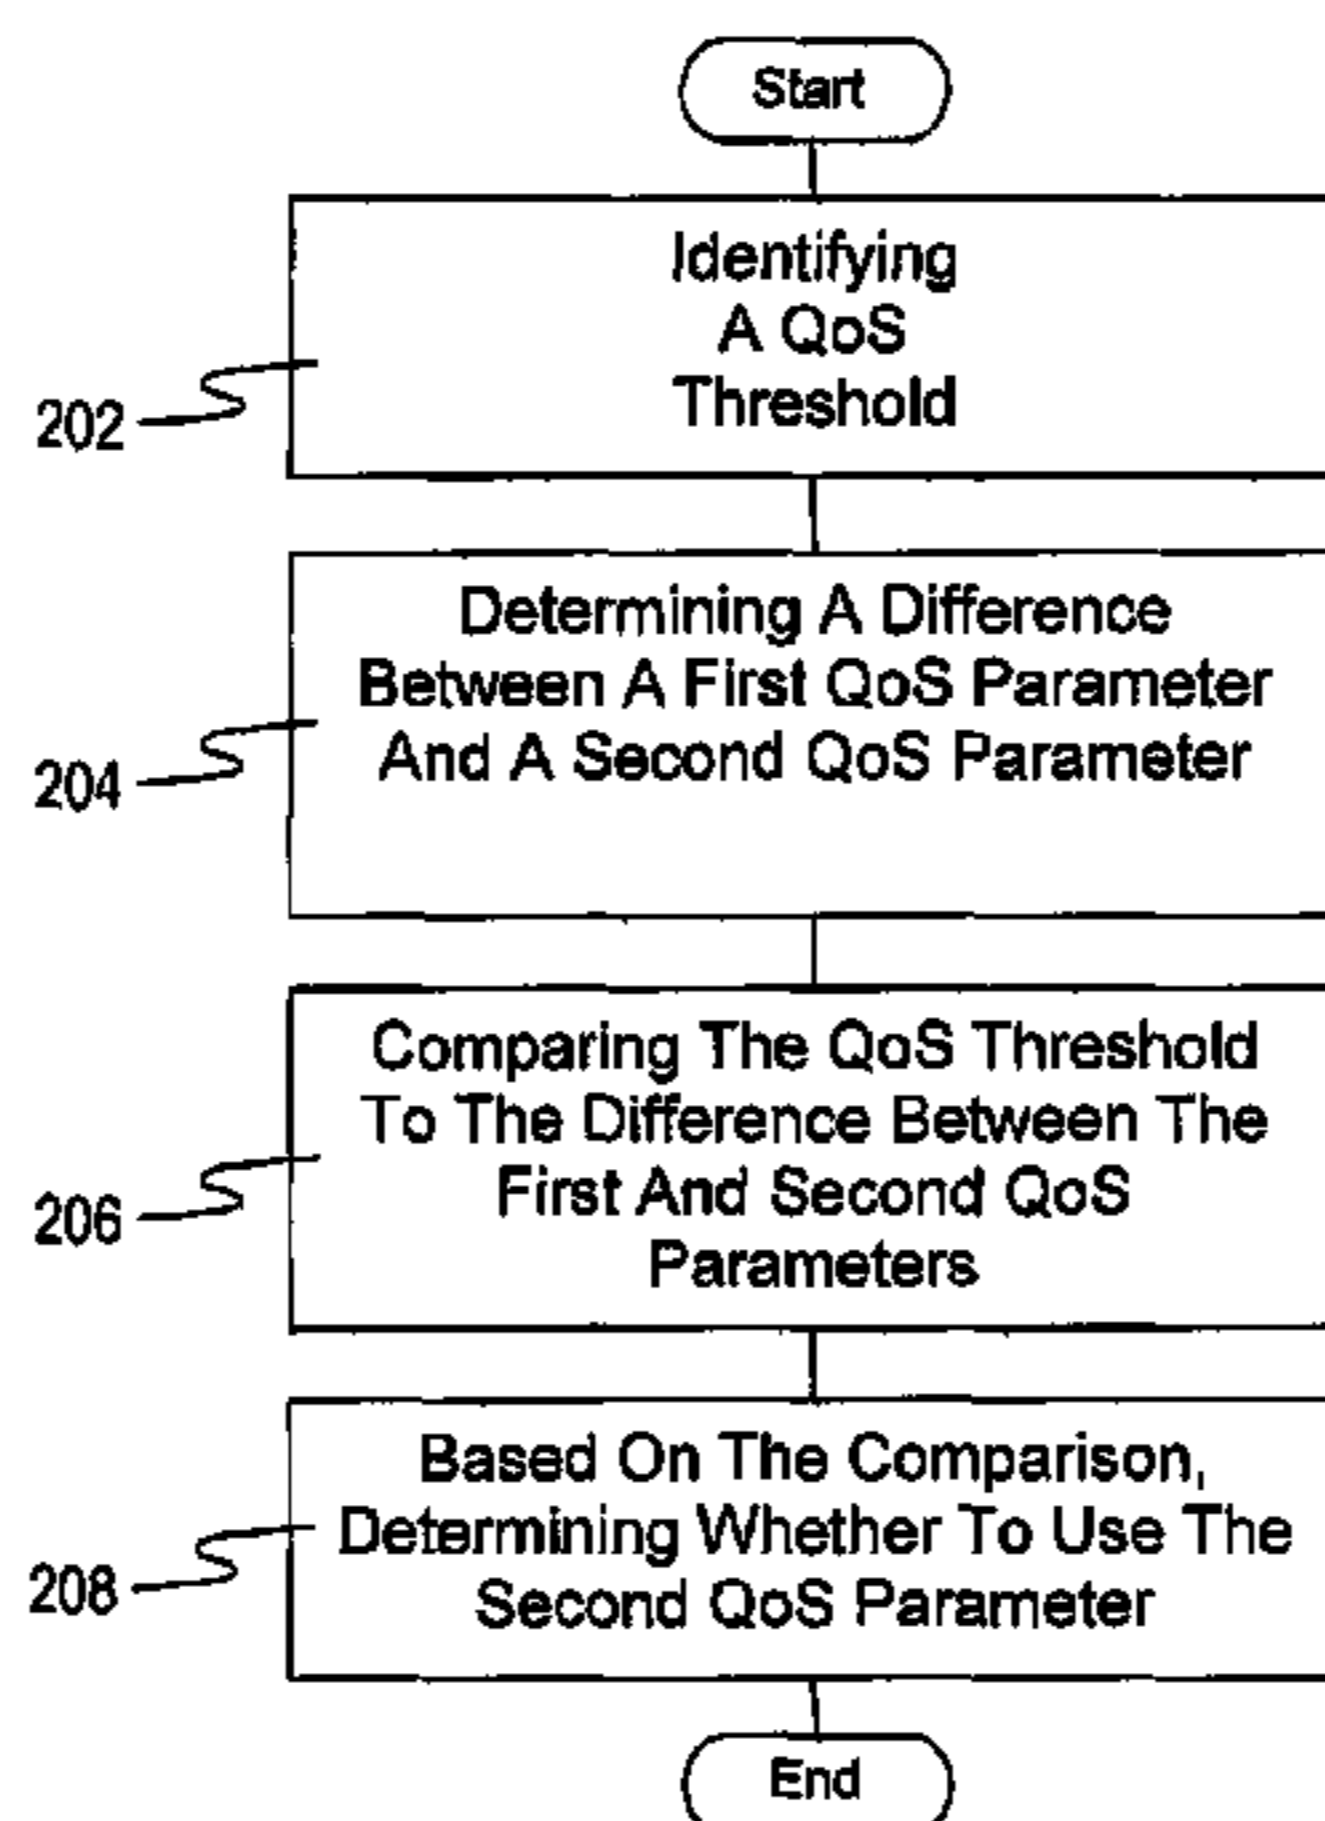 Start
Identifying
A QoS
Threshold
202
Determining A Difference
Between A First QoS Parameter
And A Second QoS Parameter
204
Comparing The QoS Threshold
To The Difference Between The
First And Second QoS
Parameters
206
Based On The Comparison,
Determining Whether To Use The
Second QoS Parameter
208
End